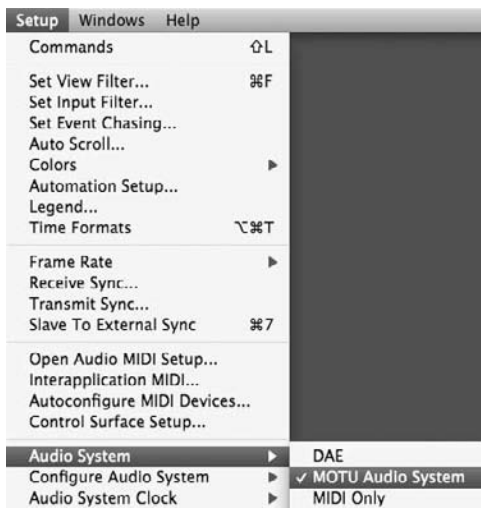 Setup Windows Help
Commands ⇧L
Set View Filter... ⌘F
Set Input Filter...
Set Event Chasing...
Auto Scroll...
Colors ▶
Automation Setup...
Legend...
Time Formats ⌥⌘T
Frame Rate ▶
Receive Sync...
Transmit Sync...
Slave To External Sync ⌘7
Open Audio MIDI Setup...
Interapplication MIDI...
Autoconfigure MIDI Devices...
Control Surface Setup...
Audio System ▶ DAE
Configure Audio System ▶ ✓ MOTU Audio System
Audio System Clock ▶ MIDI Only